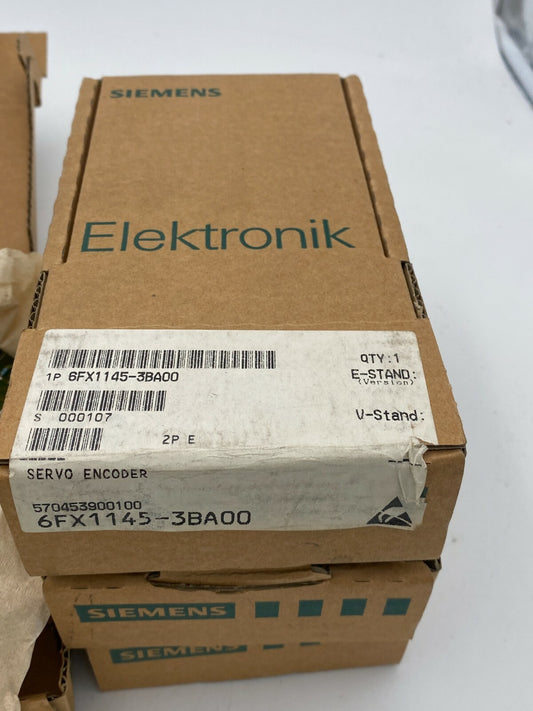 SIEMENS
Elektronik
1P 6FX1145-3BA00
QTY:1
E-STAND:
(Version)
S 000107
V-Stand:
2P E
SERVO ENCODER
570453900100
6FX1145-3BA00
SIEMENS
SIEMENS